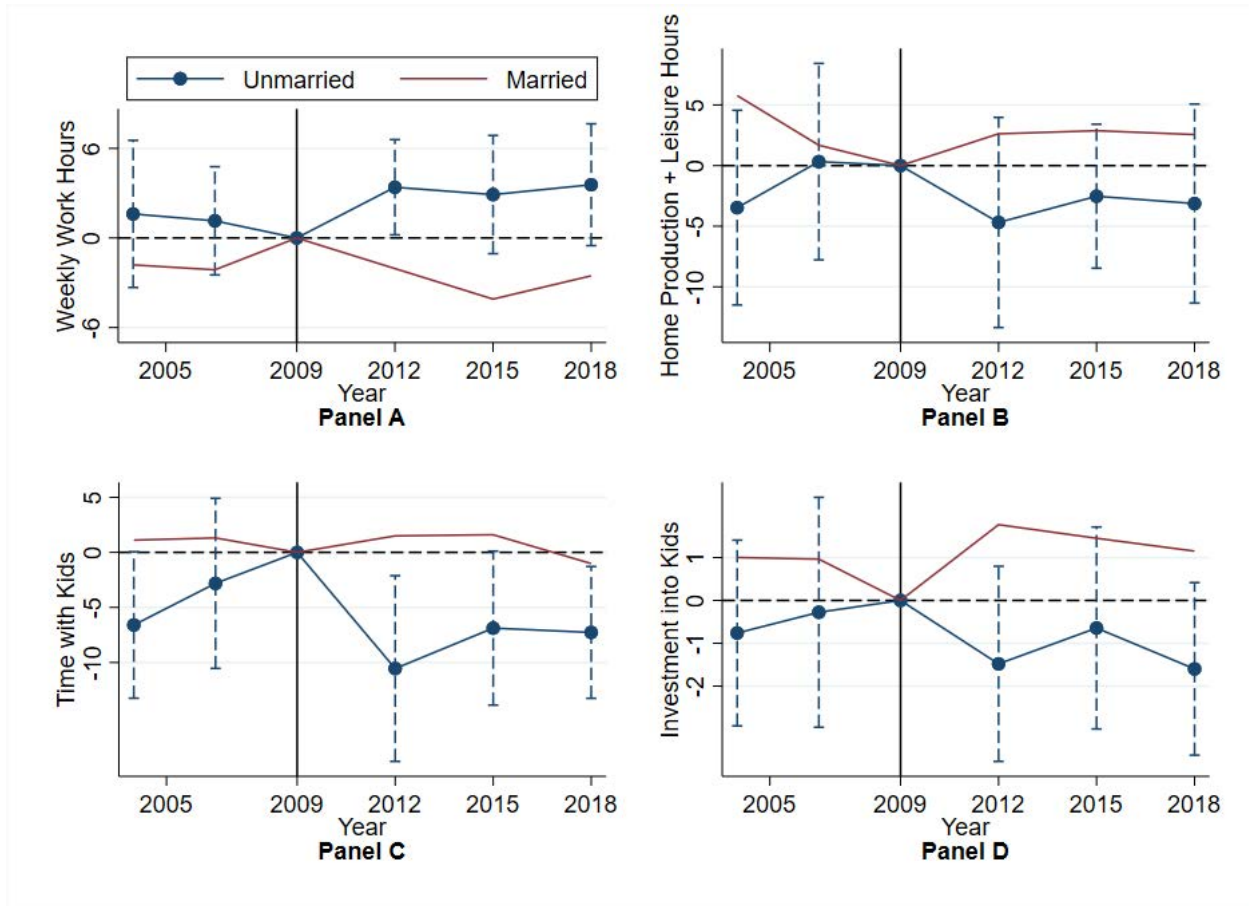 Unmarried Married
Weekly Work Hours
6
0
-6
2005 2009 2012 2015 2018
Year
Panel A
Home Production + Leisure Hours
5
0
-5
-10
2005 2009 2012 2015 2018
Year
Panel B
Time with Kids
5
0
-5
-10
2005 2009 2012 2015 2018
Year
Panel C
Investment into Kids
1
0
-1
-2
2005 2009 2012 2015 2018
Year
Panel D